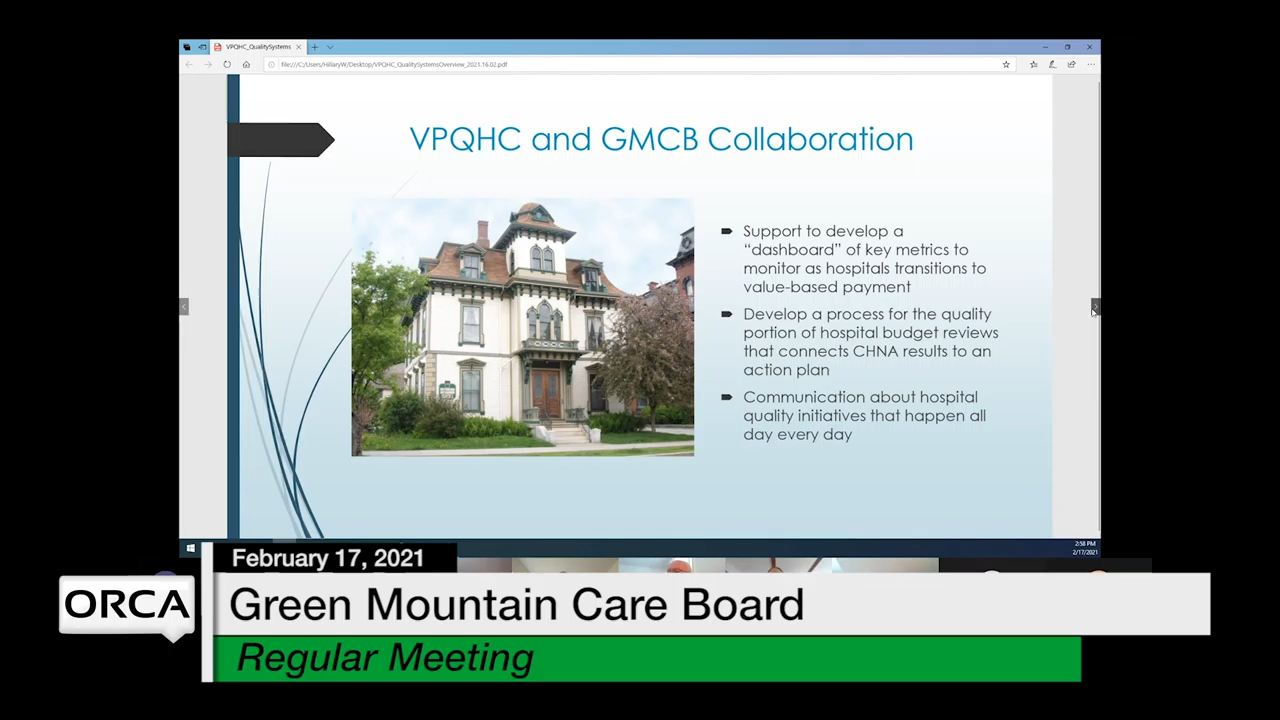 VPQHC_QualitySystems
file:///C:/Users/HillaryW/Desktop/VPQHC_QualitySystemsOverview_2021.16.02.pdf
VPQHC and GMCB Collaboration
Support to develop a
“dashboard” of key metrics to
monitor as hospitals transitions to
value-based payment
Develop a process for the quality
portion of hospital budget reviews
that connects CHNA results to an
action plan
Communication about hospital
quality initiatives that happen all
day every day
2:58 PM
2/17/2021
February 17, 2021
ORCA
Green Mountain Care Board
Regular Meeting